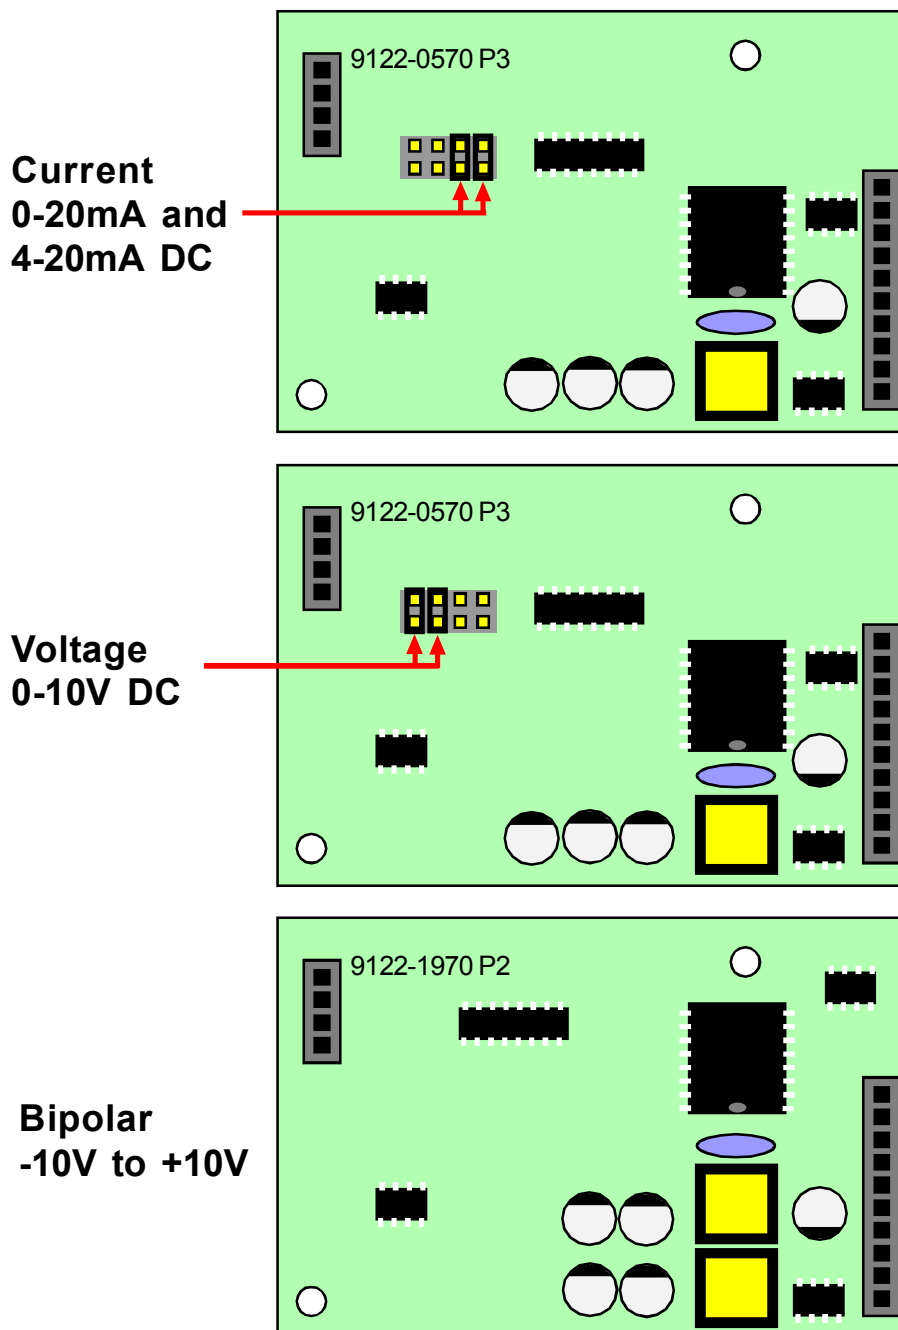 9122-0570 P3
Current
0-20mA and
4-20mA DC
9122-0570 P3
Voltage
0-10V DC
9122-1970 P2
Bipolar
-10V to +10V